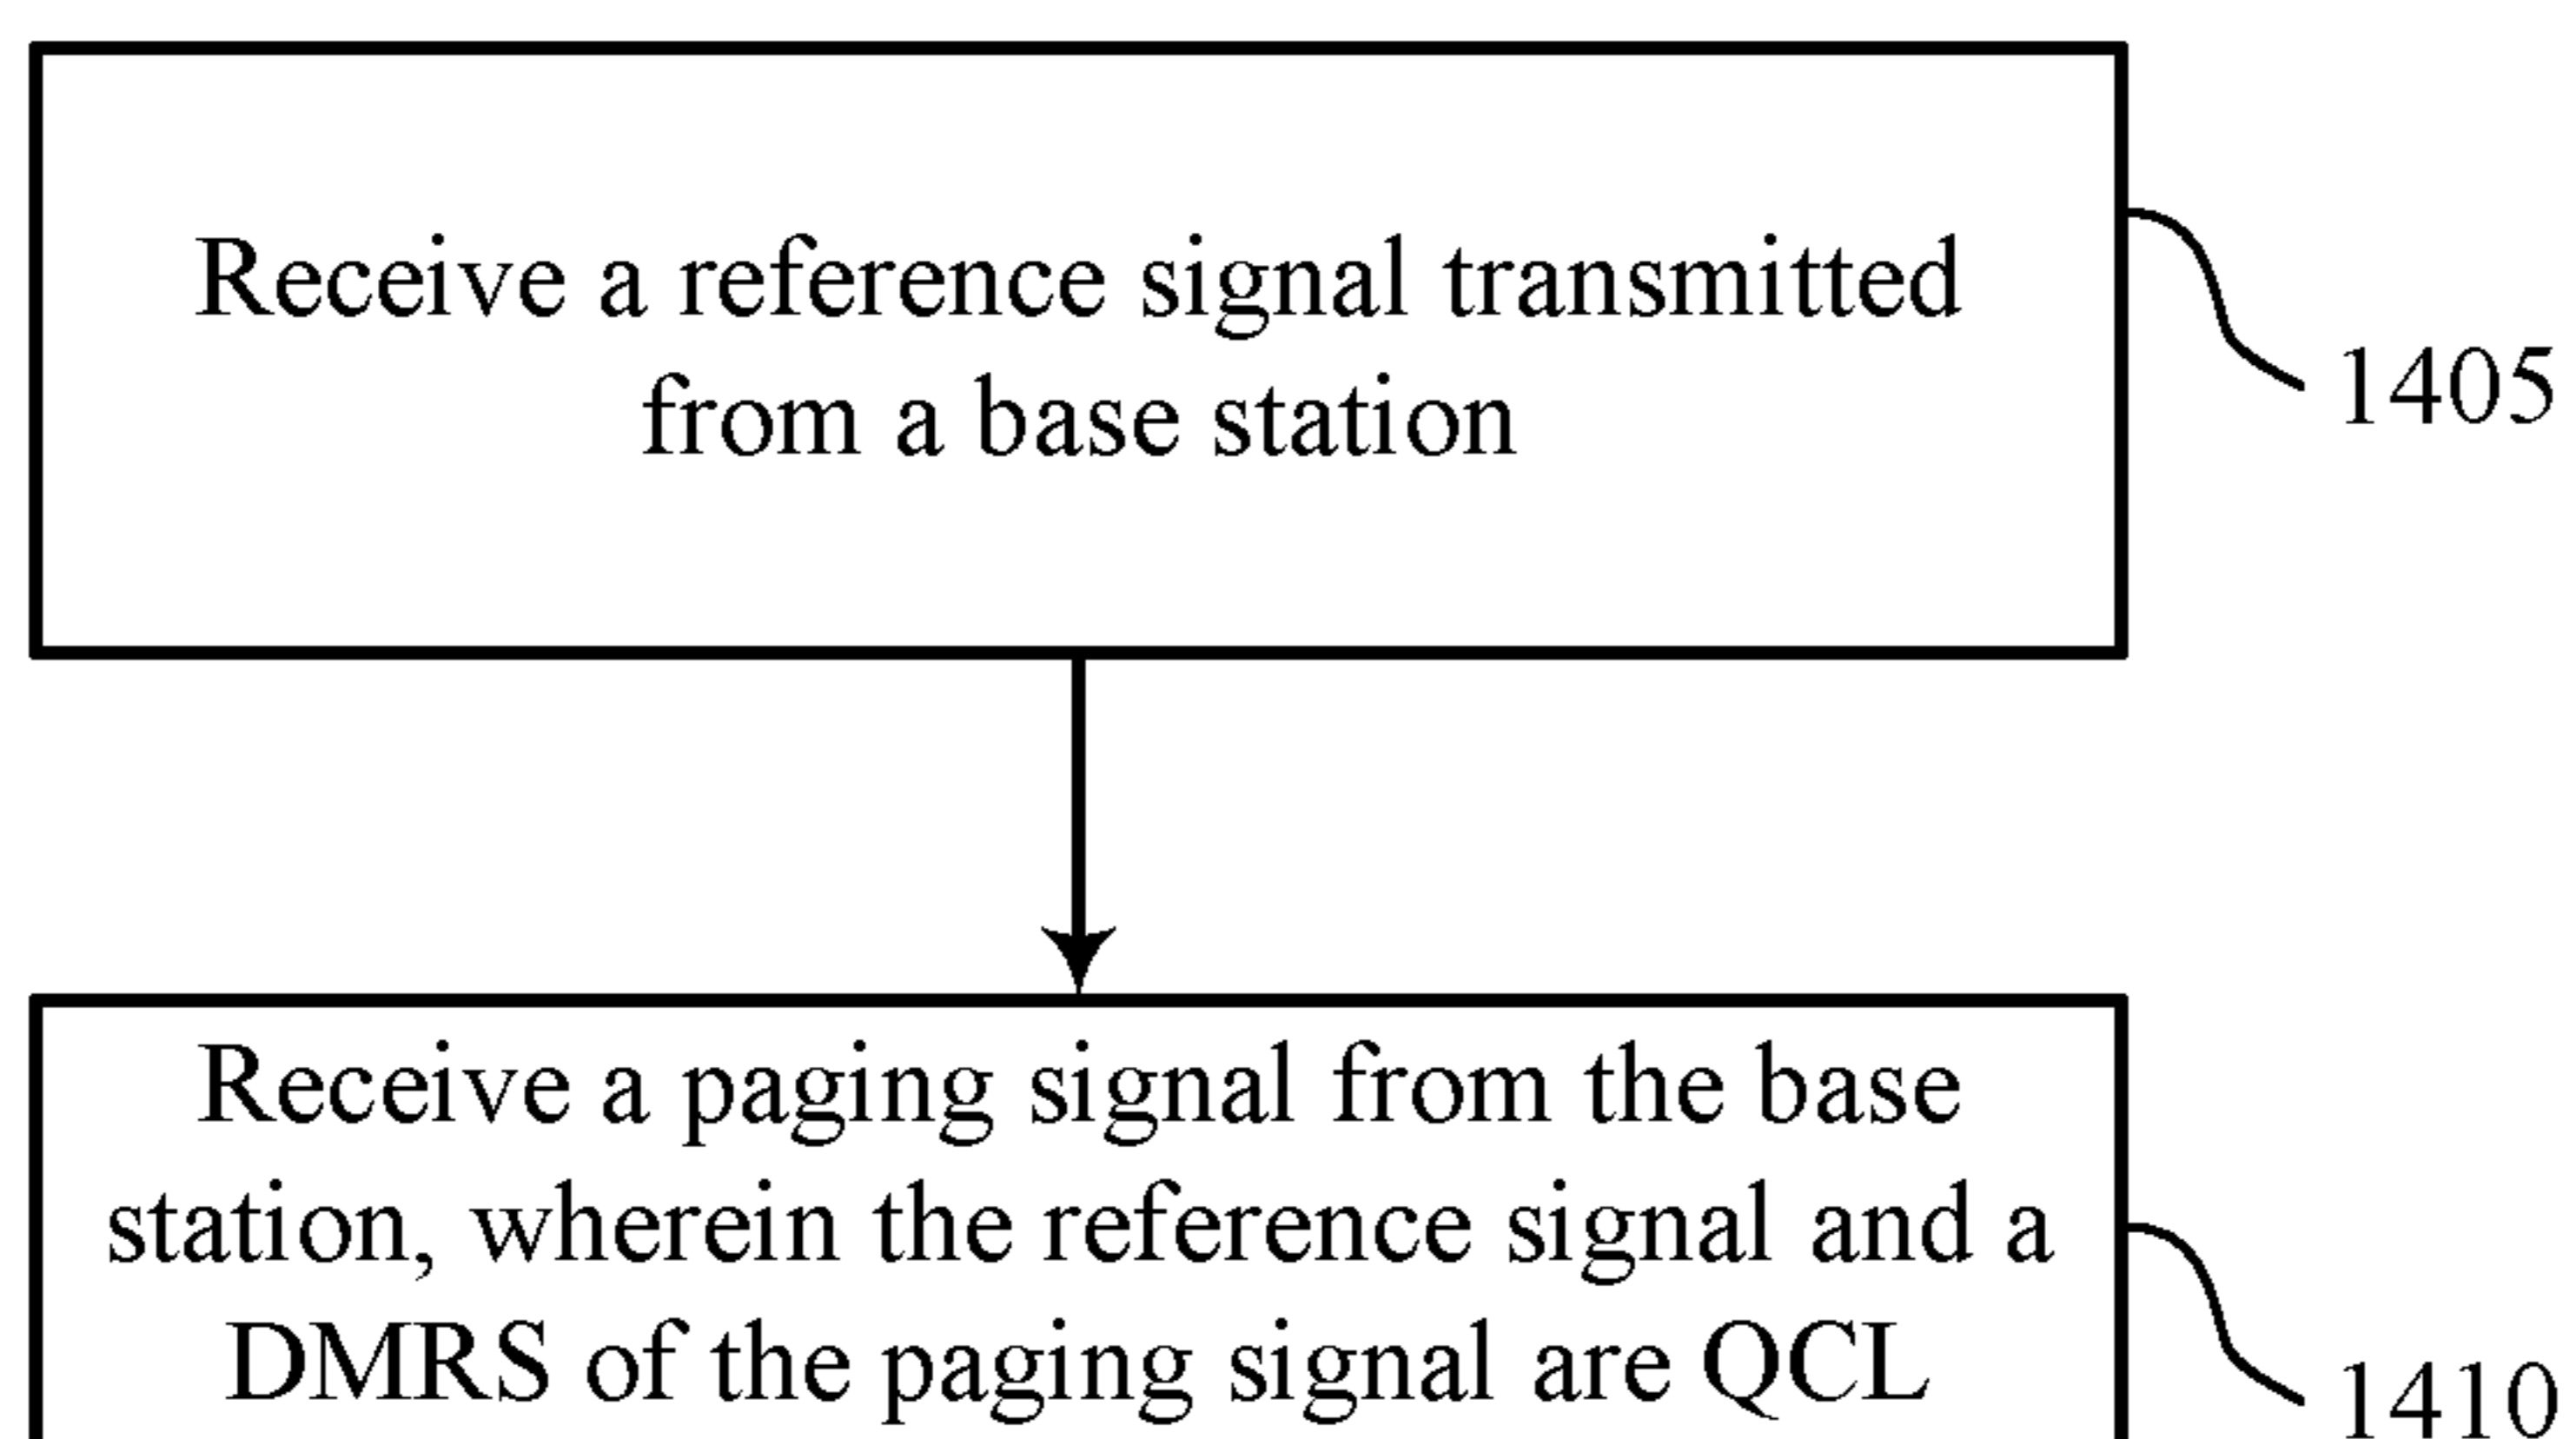 Receive a reference signal transmitted
from a base station
1405
Receive a paging signal from the base
station, wherein the reference signal and a
DMRS of the paging signal are QCL
1410